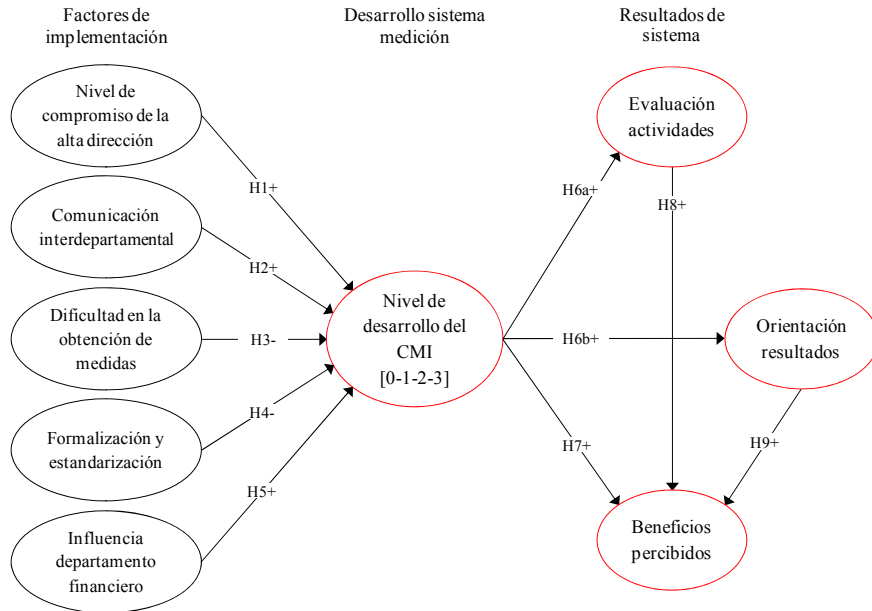 Factores de
implementación
Desarrollo sistema
medición
Resultados de
sistema
Nivel de
compromiso de la
alta dirección
Comunicación
interdepartamental
Dificultad en la
obtención de
medidas
Formalización y
estandarización
Influencia
departamento
financiero
H1+
H2+
H3-
H4-
H5+
Nivel de
desarrollo del
CMI
[0-1-2-3]
H6a+
H6b+
H7+
H8+
H9+
Evaluación
actividades
Orientación
resultados
Beneficios
percibidos